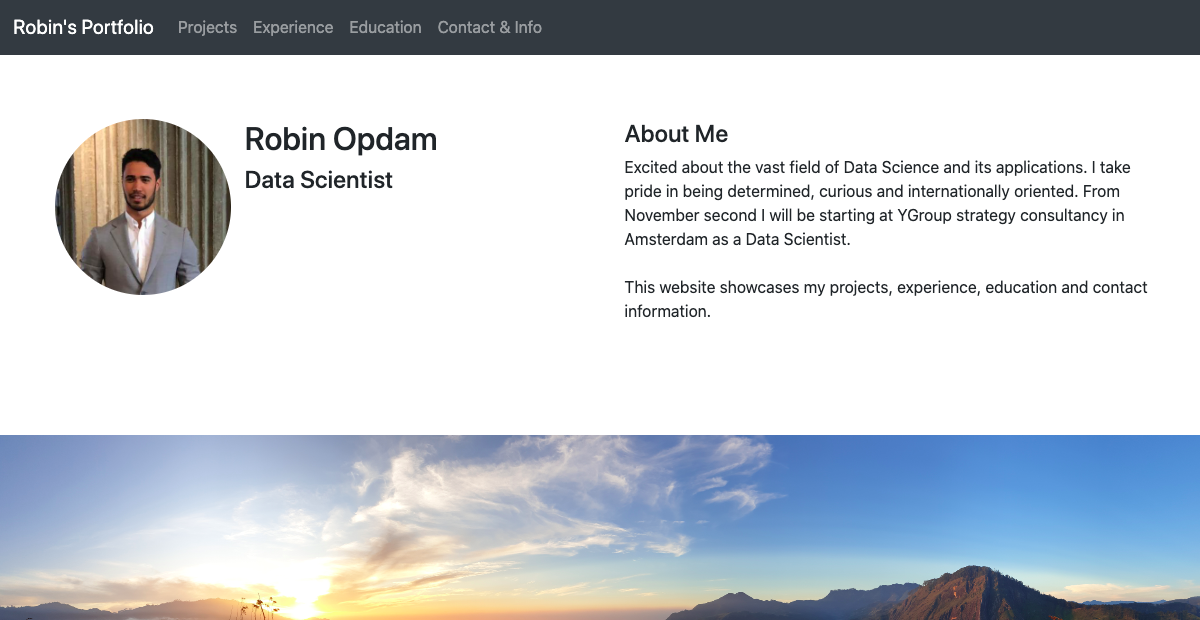 Robin's Portfolio Projects Experience Education Contact & Info
Robin Opdam
Data Scientist
About Me
Excited about the vast field of Data Science and its applications. I take
pride in being determined, curious and internationally oriented. From
November second I will be starting at YGroup strategy consultancy in
Amsterdam as a Data Scientist.
This website showcases my projects, experience, education and contact
information.